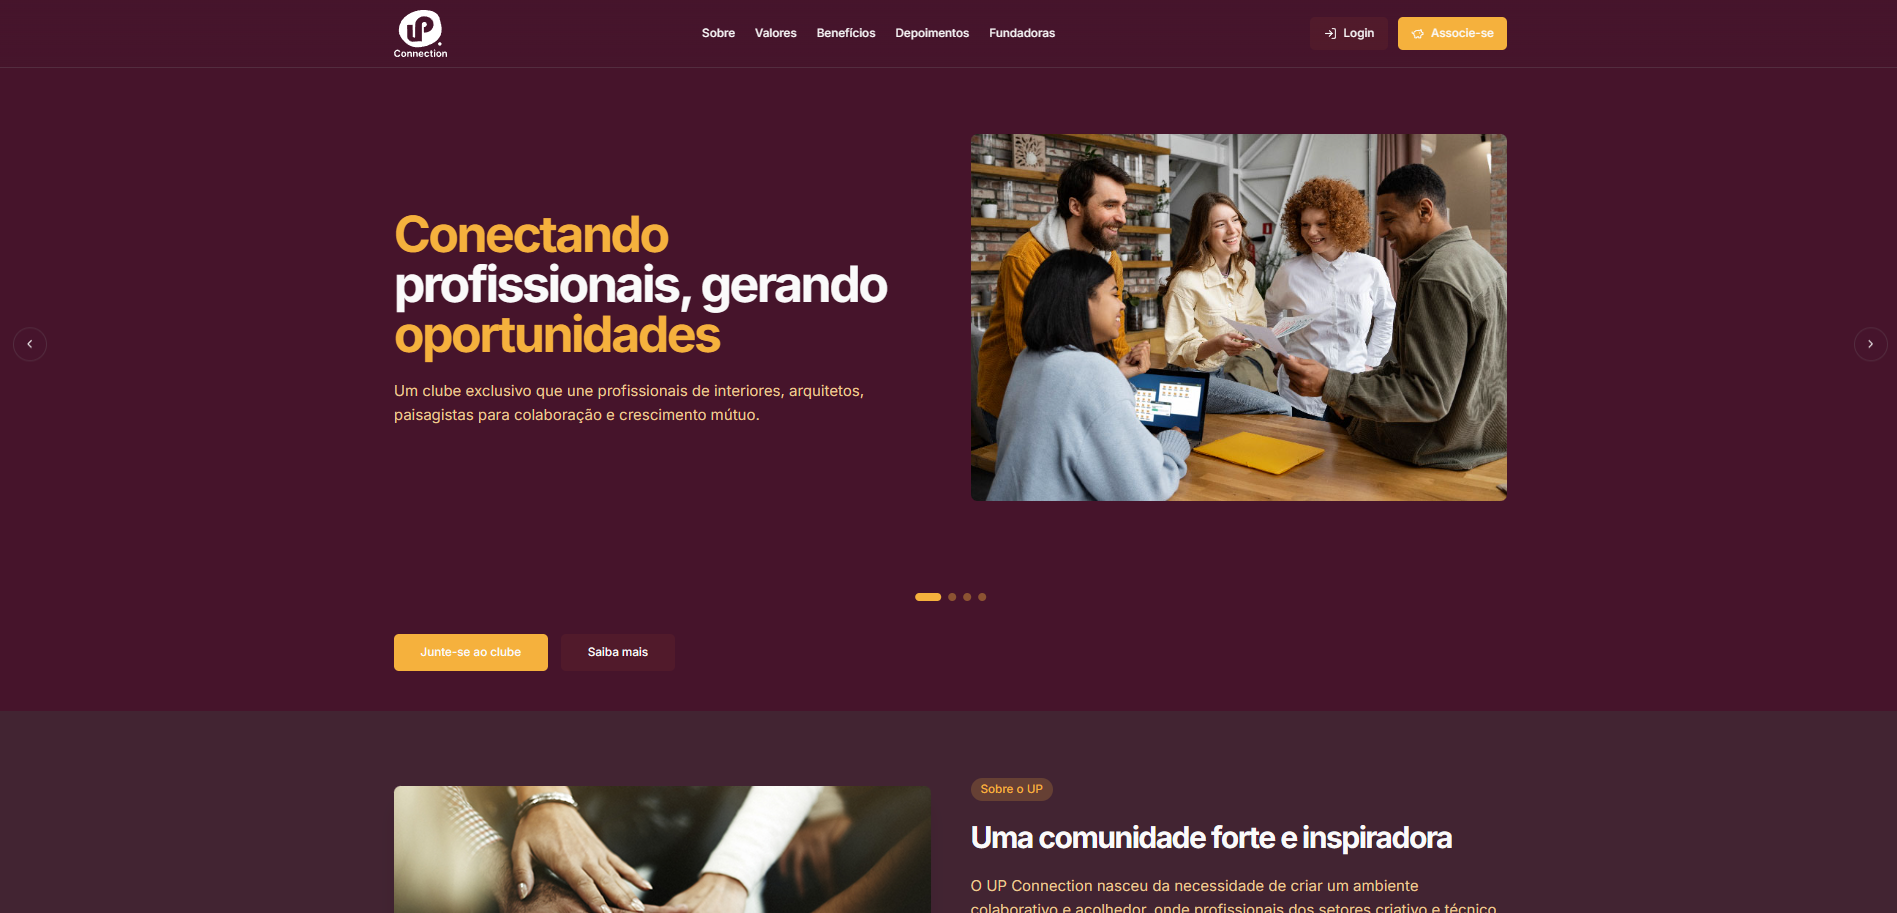 UP
Connection
Sobre
Valores
Benefícios
Depoimentos
Fundadoras
Login
Associe-se
Conectando
profissionais, gerando
oportunidades
Um clube exclusivo que une profissionais de interiores, arquitetos,
paisagistas para colaboração e crescimento mútuo.
Junte-se ao clube
Saiba mais
Sobre o UP
Uma comunidade forte e inspiradora
O UP Connection nasceu da necessidade de criar um ambiente
colaborativo e acolhedor, onde profissionais dos setores criativo e técnico